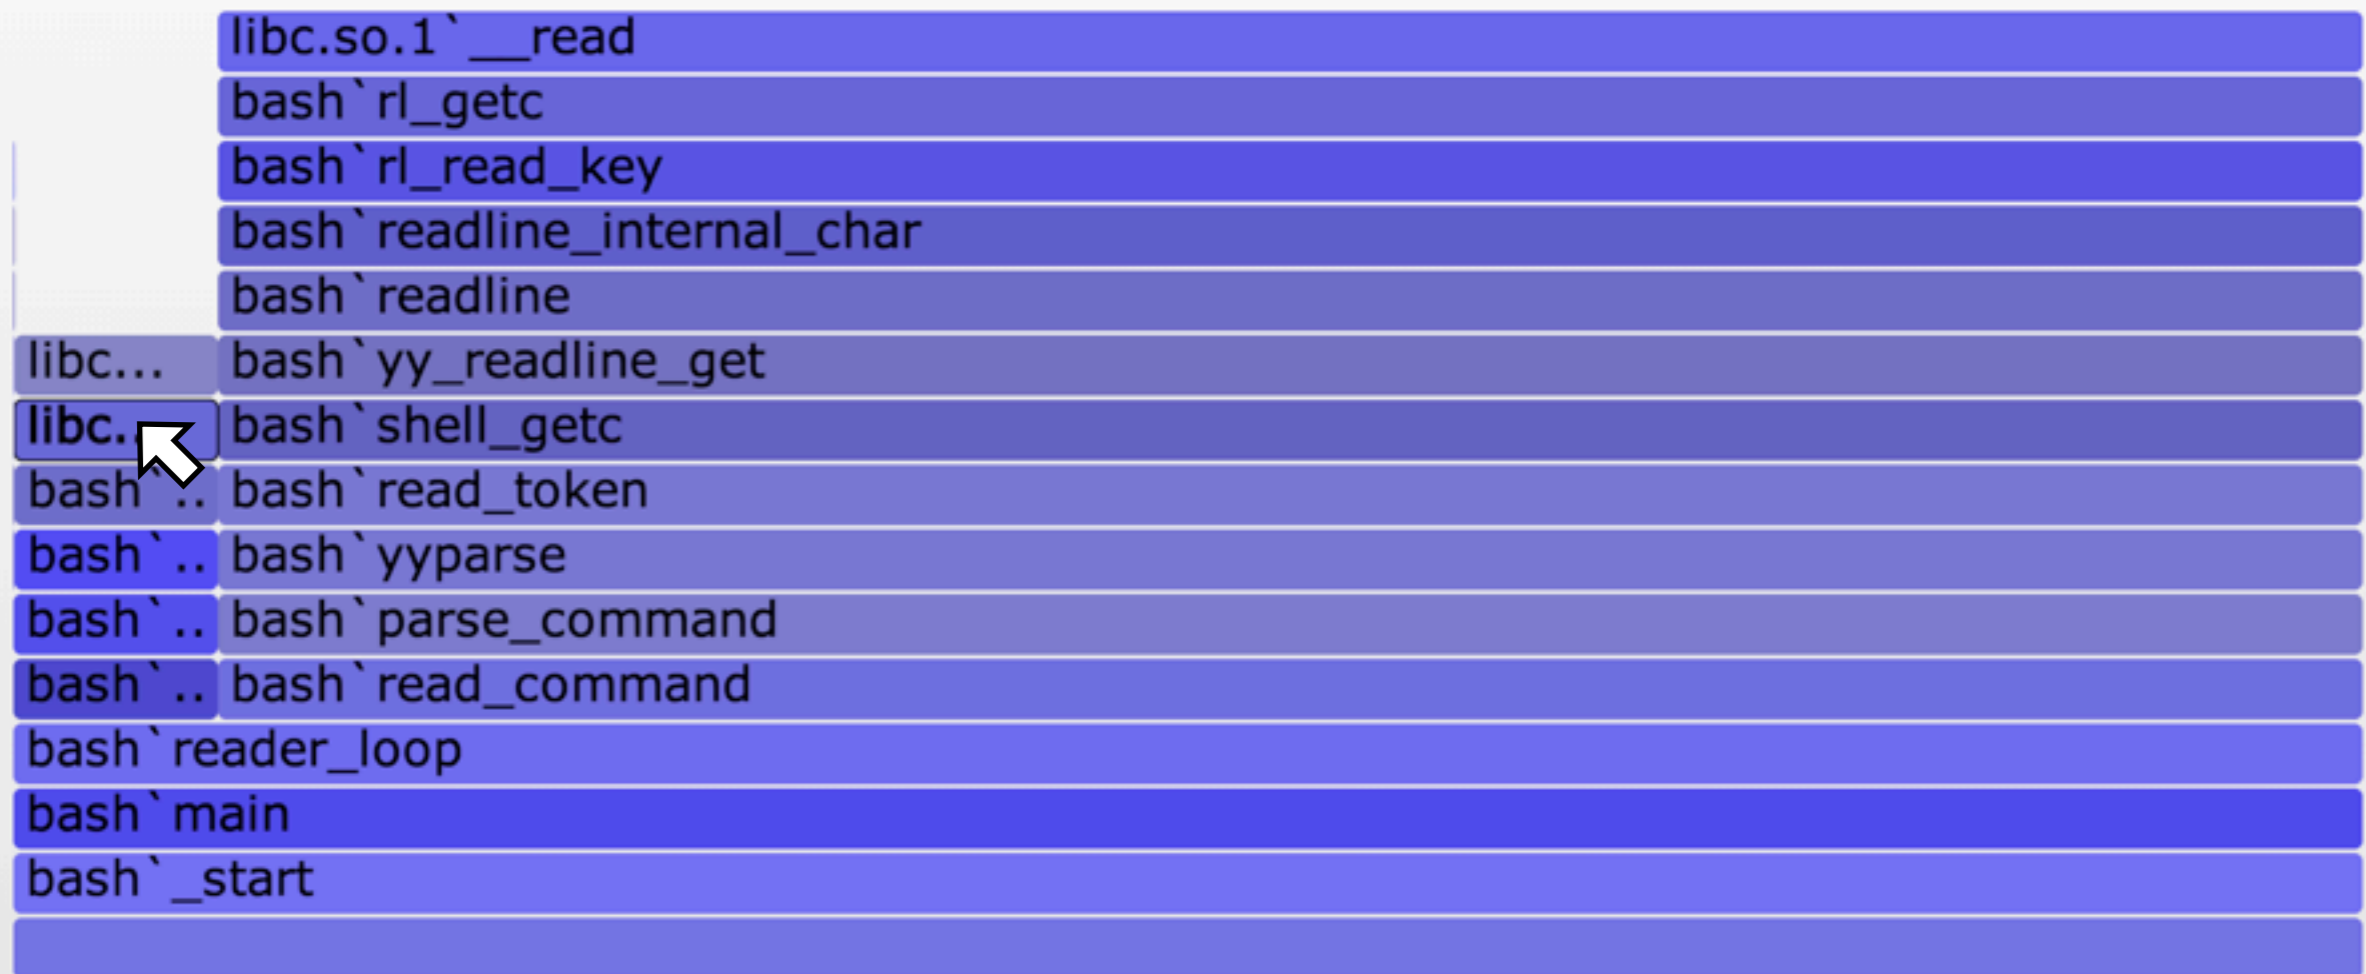 libc.so.1`__read
bash`rl_getc
bash`rl_read_key
bash`readline_internal_char
bash`readline
libc... bash`yy_readline_get
libc. bash`shell_getc
bash`.. bash`read_token
bash`.. bash`yyparse
bash`.. bash`parse_command
bash`.. bash`read_command
bash`reader_loop
bash`main
bash`_start